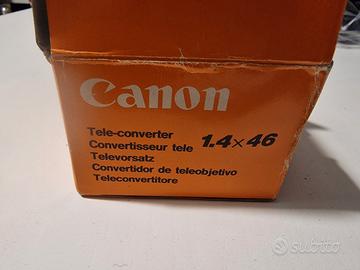 Canon
Tele-converter
Convertisseur tele 1.4×46
Televorsatz
Convertidor de teleobjetivo
Teleconvertitore
subito